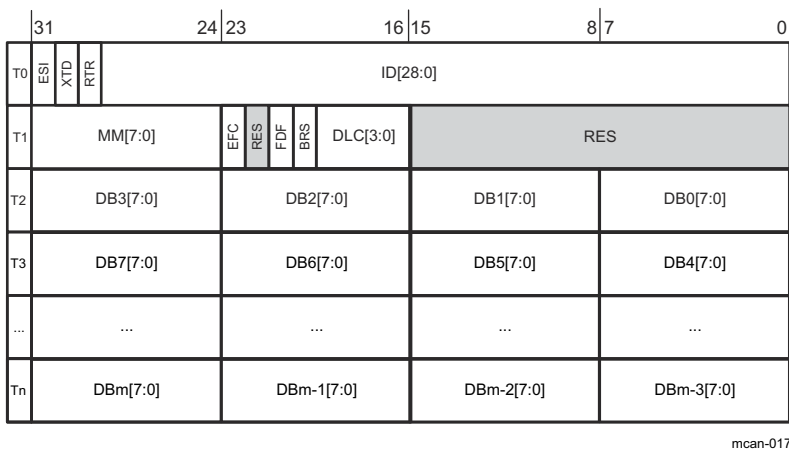 31 24 23 16 15 8 7 0
T0 ESI XTD RTR ID[28:0]
T1 MM[7:0] EFC RES FDF BRS DLC[3:0] RES
T2 DB3[7:0] DB2[7:0] DB1[7:0] DB0[7:0]
T3 DB7[7:0] DB6[7:0] DB5[7:0] DB4[7:0]
... ... ... ... ...
Tn DBm[7:0] DBm-1[7:0] DBm-2[7:0] DBm-3[7:0]
mcan-017